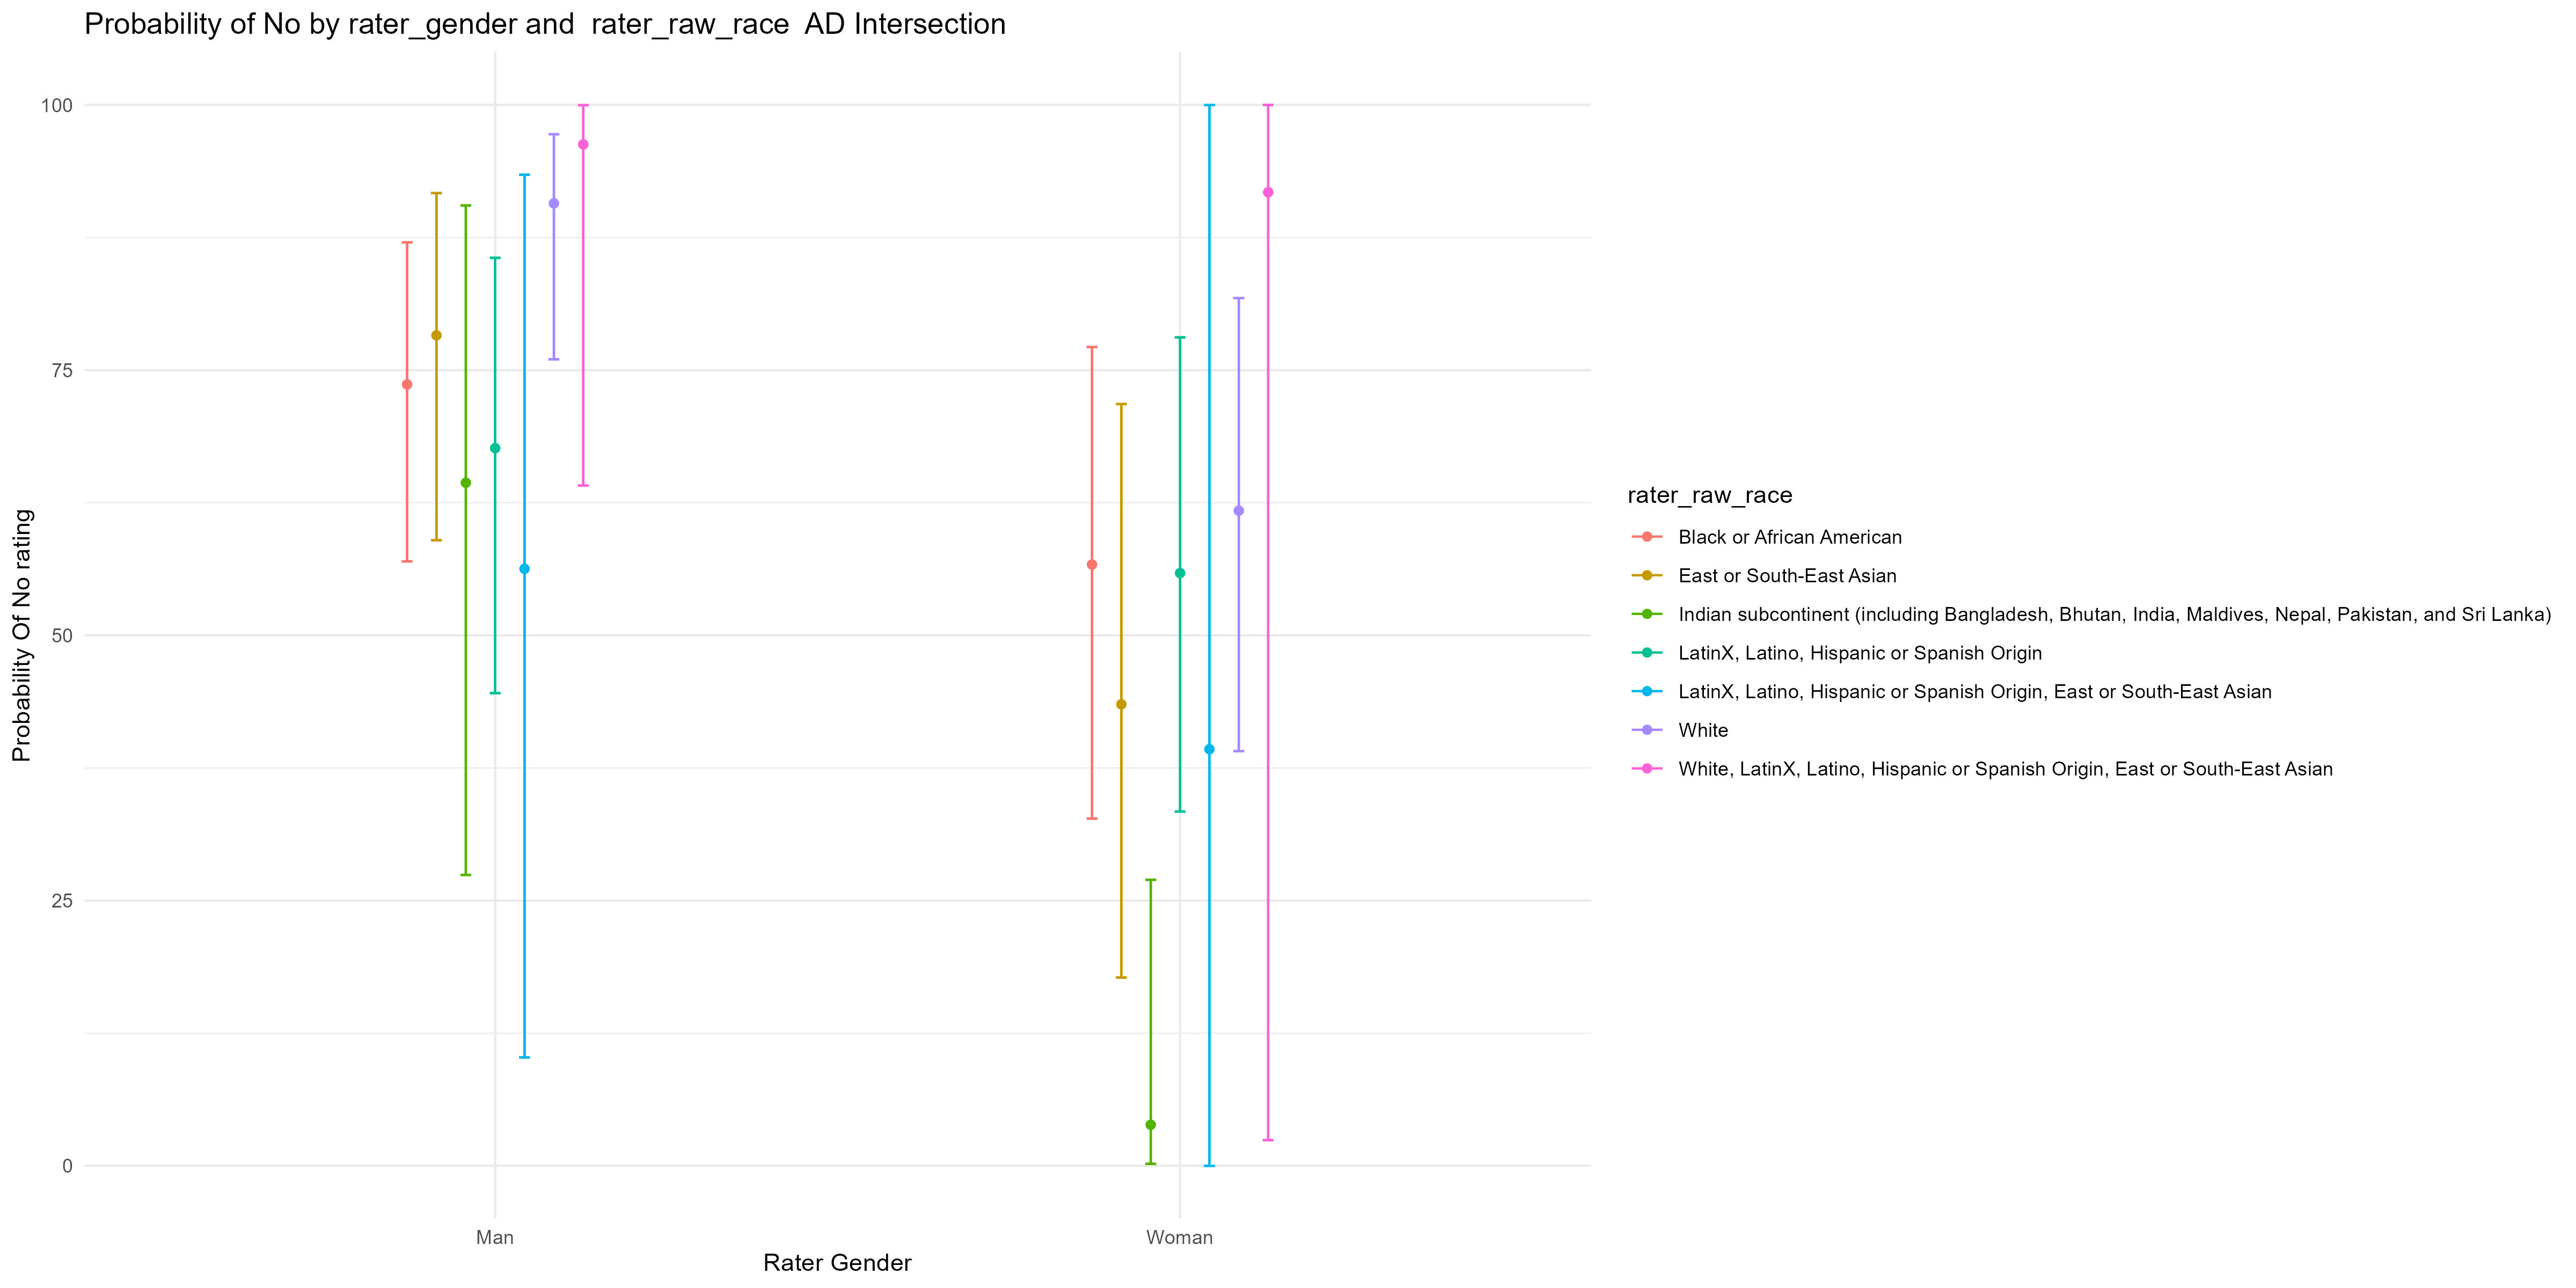 Probability of No by rater_gender and  rater_raw_race  AD Intersection
100
75
50
25
0
Probability Of No rating
Man
Woman
Rater Gender
rater_raw_race
Black or African American
East or South-East Asian
Indian subcontinent (including Bangladesh, Bhutan, India, Maldives, Nepal, Pakistan, and Sri Lanka)
LatinX, Latino, Hispanic or Spanish Origin
LatinX, Latino, Hispanic or Spanish Origin, East or South-East Asian
White
White, LatinX, Latino, Hispanic or Spanish Origin, East or South-East Asian